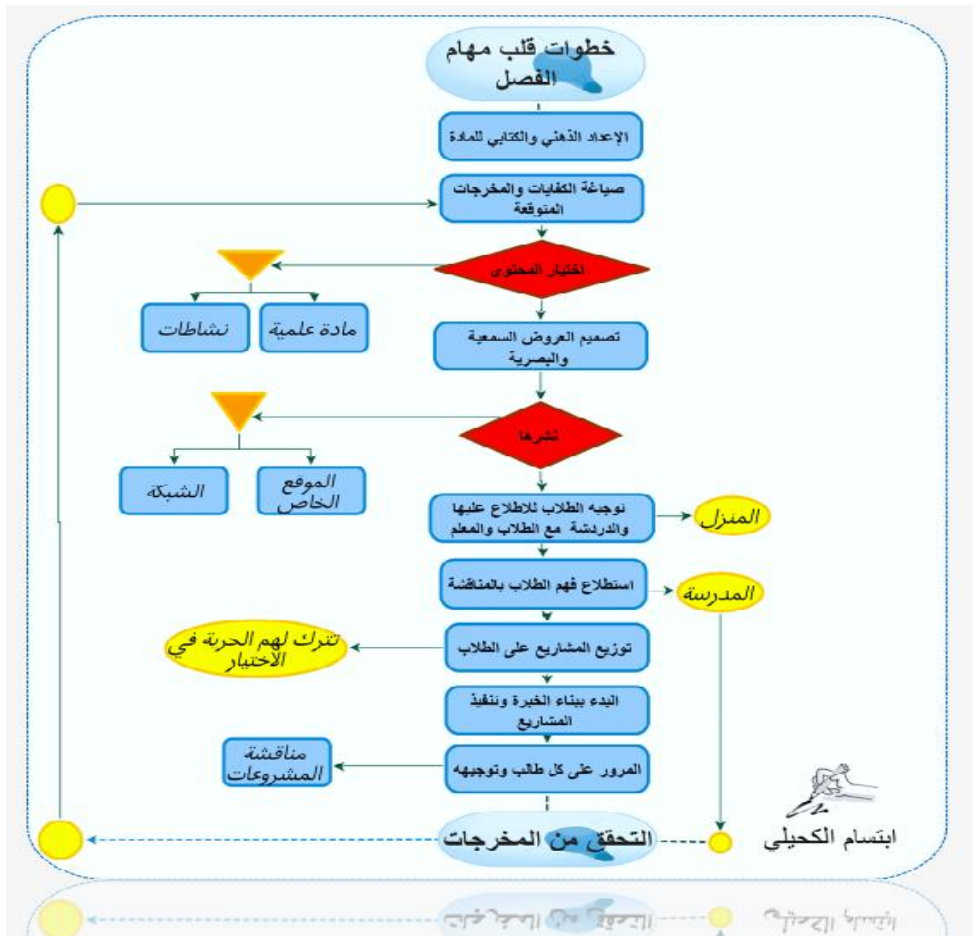 خطوات قلب مهام
الفصل
الإعداد الذهني والكتابي للمادة
صياغة الكفايات والمخرجات
المتوقعة
اختيار المحتوى
مادة علمية
نشاطات
تصميم العروض السمعية
والبصرية
نشرها
الموقع
الخاص
الشبكة
توجيه الطلاب للاطلاع عليها
والدردشة مع الطلاب والمعلم
المنزل
استطلاع فهم الطلاب بالمناقشة
المدرسة
توزيع المشاريع على الطلاب
تترك لهم الحرية في
الاختيار
البدء ببناء الخبرة وتنفيذ
المشاريع
المرور على كل طالب وتوجيهه
مناقشة
المشروعات
التحقق من المخرجات
ابتسام الكحيلي